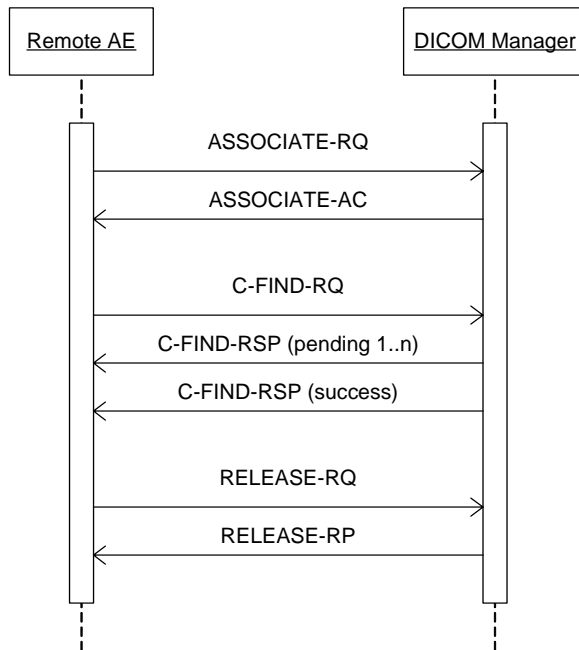 Remote AE
DICOM Manager
ASSOCIATE-RQ
ASSOCIATE-AC
C-FIND-RQ
C-FIND-RSP (pending 1..n)
C-FIND-RSP (success)
RELEASE-RQ
RELEASE-RP